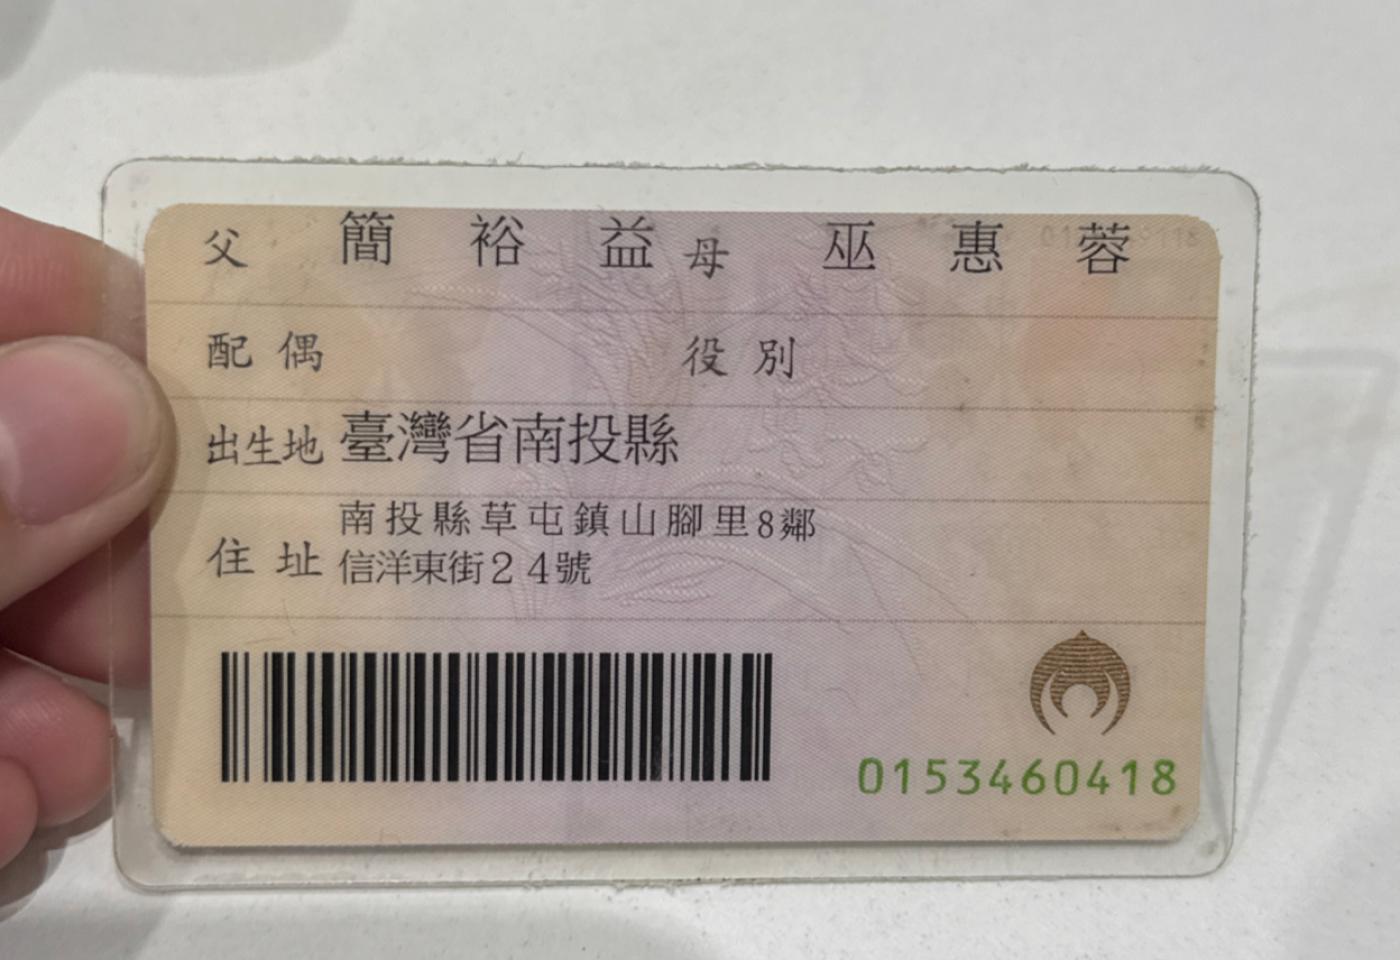 父 簡裕益 母 巫惠蓉
配偶 役別
出生地 臺灣省南投縣
住址 南投縣草屯鎮山腳里8鄰
信洋東街24號
0153460418